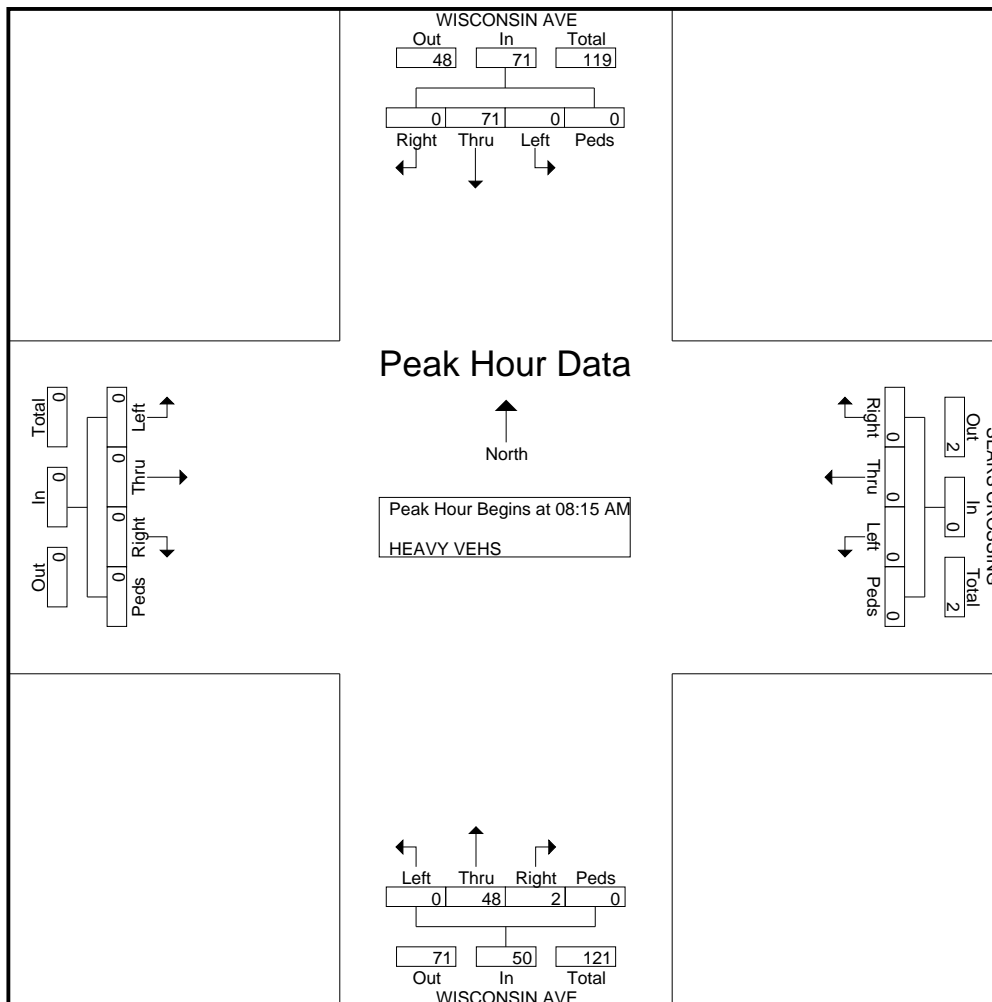 WISCONSIN AVE
Out In Total
48 71 119
0 71 0 0
Right Thru Left Peds
Peak Hour Data
North
Peak Hour Begins at 08:15 AM
HEAVY VEHS
Total In Out
0 0 0
0 0 0 0
Left Thru Right Peds
Right Thru Left Peds
0 0 0 0
Out In Total
2 0 2
SEARS CROSSING
Left Thru Right Peds
0 48 2 0
71 50 121
Out In Total
WISCONSIN AVE